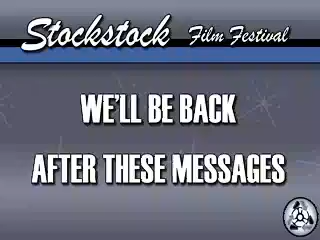 Stockstock Film Festival
WE'LL BE BACK
AFTER THESE MESSAGES